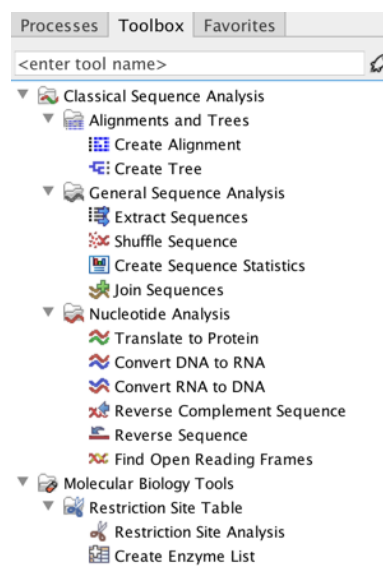 Processes Toolbox Favorites
<enter tool name>
Classical Sequence Analysis
Alignments and Trees
Create Alignment
Create Tree
General Sequence Analysis
Extract Sequences
Shuffle Sequence
Create Sequence Statistics
Join Sequences
Nucleotide Analysis
Translate to Protein
Convert DNA to RNA
Convert RNA to DNA
Reverse Complement Sequence
Reverse Sequence
Find Open Reading Frames
Molecular Biology Tools
Restriction Site Table
Restriction Site Analysis
Create Enzyme List